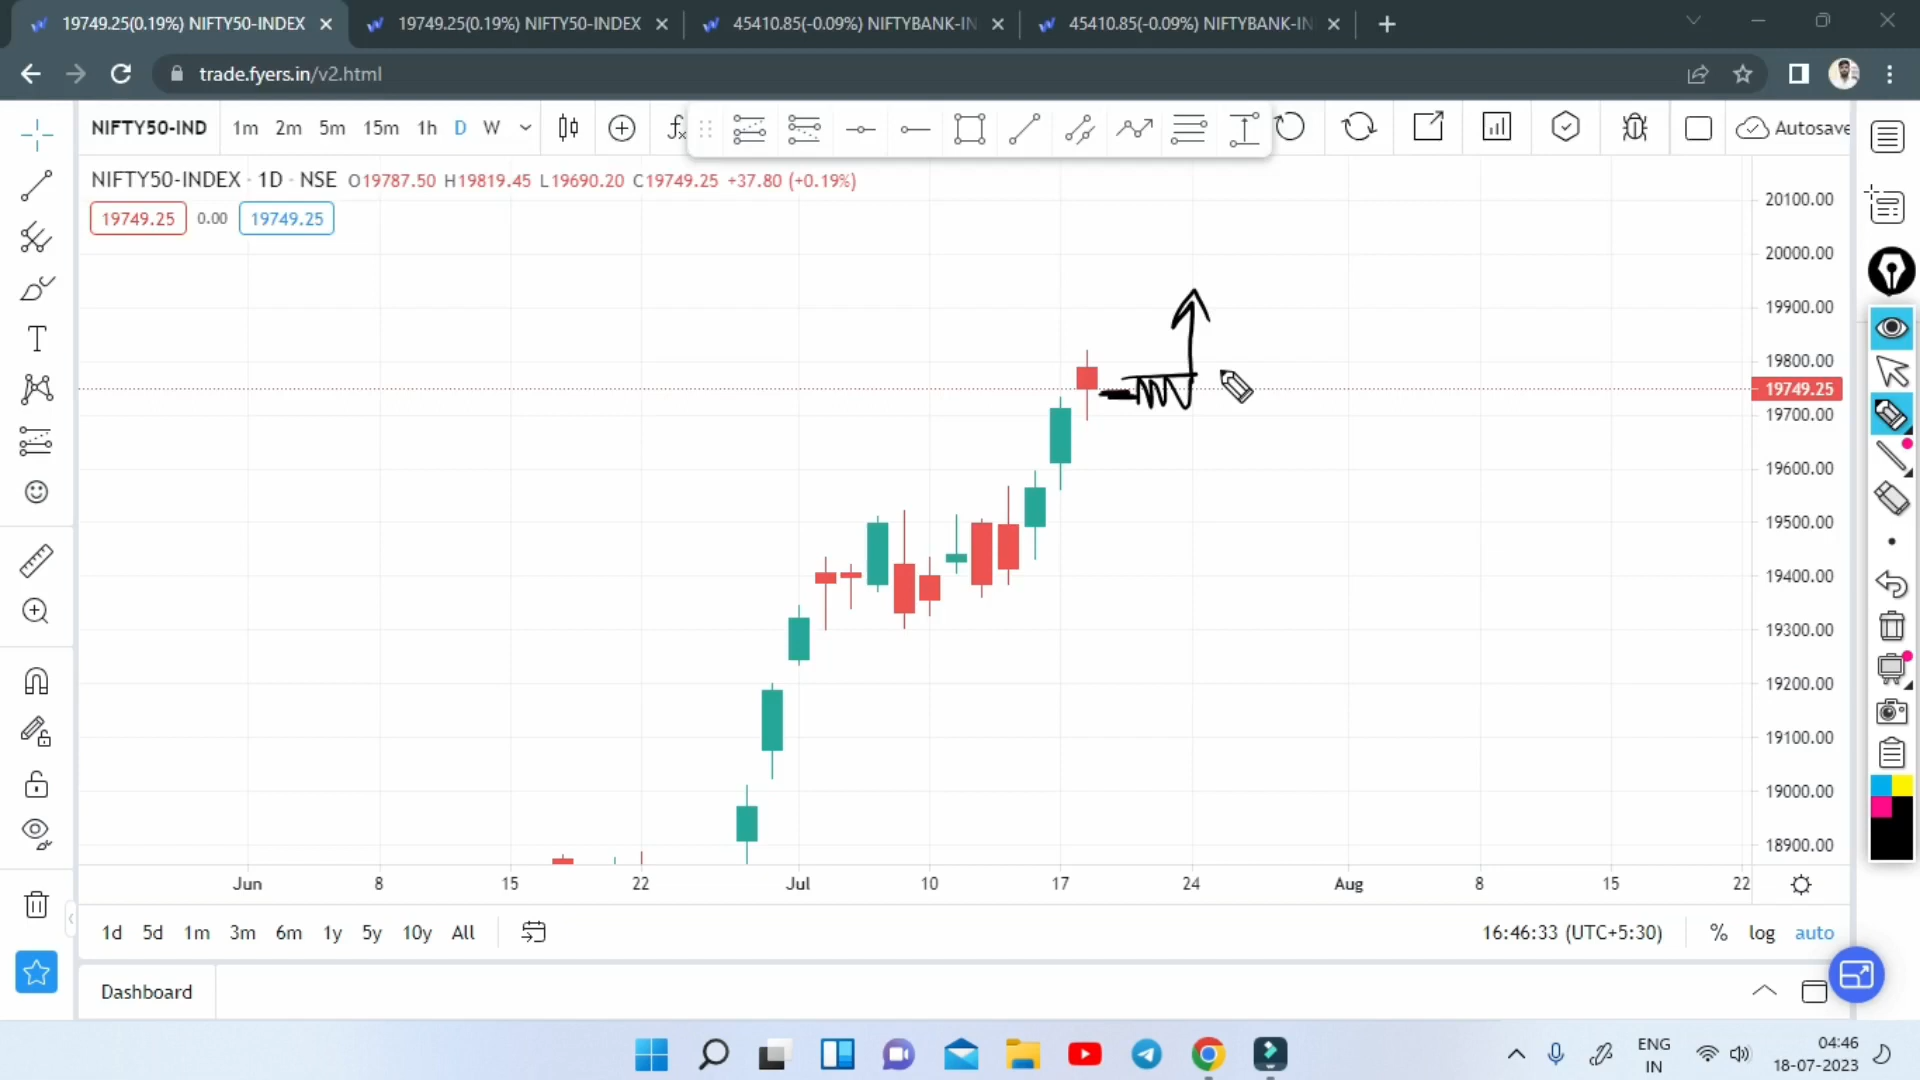 19749.25(0.19%) NIFTY50-INDEX
19749.25(0.19%) NIFTY50-INDEX
45410.85(-0.09%) NIFTYBANK-IN
45410.85(-0.09%) NIFTYBANK-IN
trade.fyers.in/v2.html
NIFTY50-IND 1m 2m 5m 15m 1h D W fx Autosave
NIFTY50-INDEX · 1D · NSE O19787.50 H19819.45 L19690.20 C19749.25 +37.80 (+0.19%)
19749.25 0.00 19749.25
20100.00
20000.00
19900.00
19800.00
19749.25
19700.00
19600.00
19500.00
19400.00
19300.00
19200.00
19100.00
19000.00
18900.00
Jun 8 15 22 Jul 10 17 24 Aug 8 15 22
1d 5d 1m 3m 6m 1y 5y 10y All 16:46:33 (UTC+5:30) % log auto
Dashboard
ENG
IN
04:46
18-07-2023